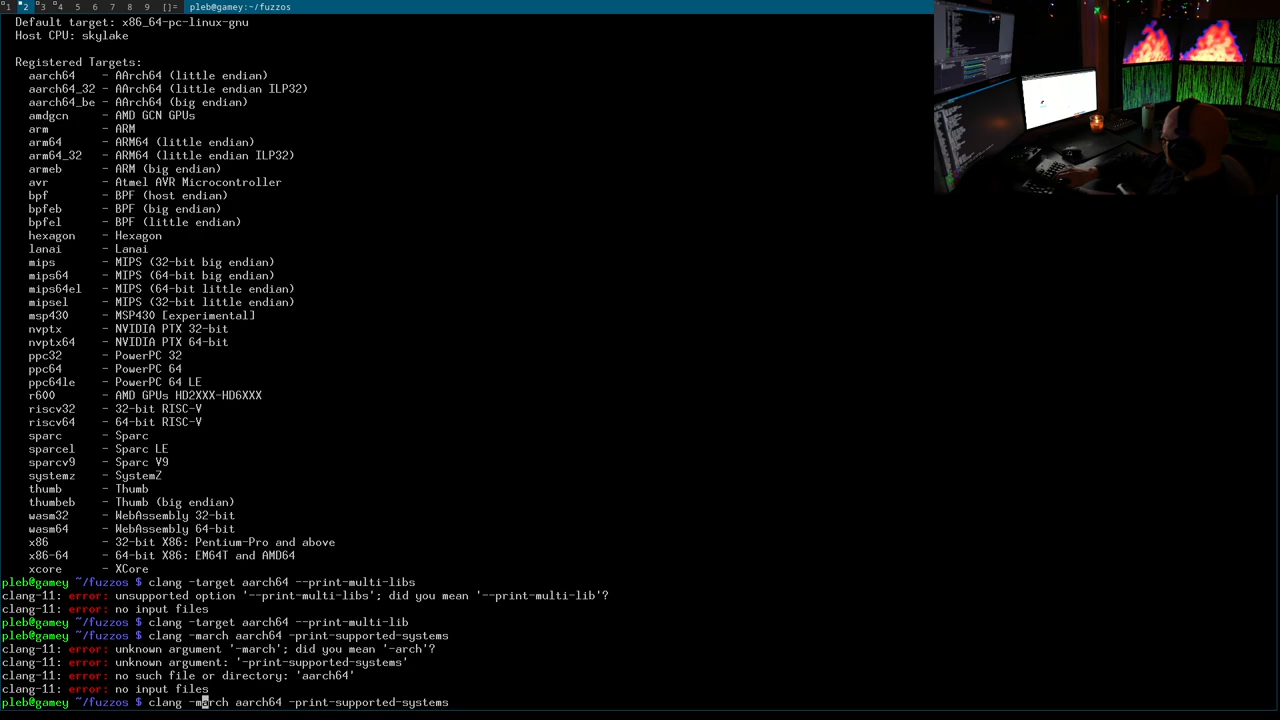 1 2 3 4 5 6 7 8 9 []= pleb@gamey:~/fuzzos
Default target: x86_64-pc-linux-gnu
Host CPU: skylake
Registered Targets:
aarch64 - AArch64 (little endian)
aarch64_32 - AArch64 (little endian ILP32)
aarch64_be - AArch64 (big endian)
amdgcn - AMD GCN GPUs
arm - ARM
arm64 - ARM64 (little endian)
arm64_32 - ARM64 (little endian ILP32)
armeb - ARM (big endian)
avr - Atmel AVR Microcontroller
bpf - BPF (host endian)
bpfeb - BPF (big endian)
bpfel - BPF (little endian)
hexagon - Hexagon
lanai - Lanai
mips - MIPS (32-bit big endian)
mips64 - MIPS (64-bit big endian)
mips64el - MIPS (64-bit little endian)
mipsel - MIPS (32-bit little endian)
msp430 - MSP430 [experimental]
nvptx - NVIDIA PTX 32-bit
nvptx64 - NVIDIA PTX 64-bit
ppc32 - PowerPC 32
ppc64 - PowerPC 64
ppc64le - PowerPC 64 LE
r600 - AMD GPUs HD2XXX-HD6XXX
riscv32 - 32-bit RISC-V
riscv64 - 64-bit RISC-V
sparc - Sparc
sparcel - Sparc LE
sparcv9 - Sparc V9
systemz - SystemZ
thumb - Thumb
thumbeb - Thumb (big endian)
wasm32 - WebAssembly 32-bit
wasm64 - WebAssembly 64-bit
x86 - 32-bit X86: Pentium-Pro and above
x86-64 - 64-bit X86: EM64T and AMD64
xcore - XCore
pleb@gamey ~/fuzzos $ clang -target aarch64 --print-multi-libs
clang-11: error: unsupported option '--print-multi-libs'; did you mean '--print-multi-lib'?
clang-11: error: no input files
pleb@gamey ~/fuzzos $ clang -target aarch64 --print-multi-lib
pleb@gamey ~/fuzzos $ clang -march aarch64 -print-supported-systems
clang-11: error: unknown argument '-march'; did you mean '-arch'?
clang-11: error: unknown argument: '-print-supported-systems'
clang-11: error: no such file or directory: 'aarch64'
clang-11: error: no input files
pleb@gamey ~/fuzzos $ clang -march aarch64 -print-supported-systems